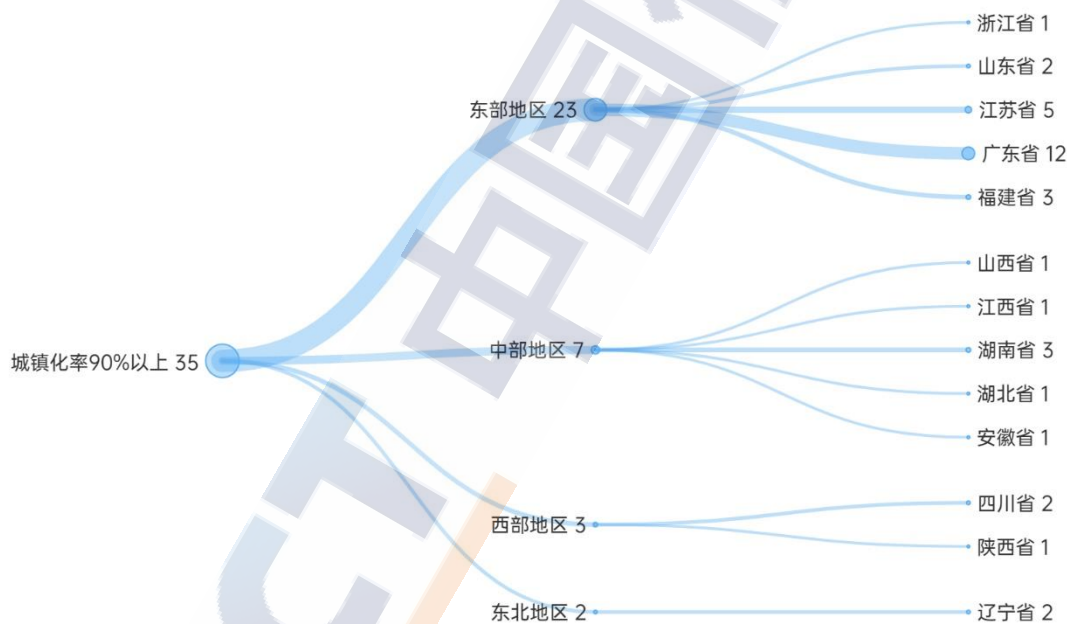 城镇化率90%以上 35
东部地区 23
浙江省 1
山东省 2
江苏省 5
广东省 12
福建省 3
中部地区 7
山西省 1
江西省 1
湖南省 3
湖北省 1
安徽省 1
西部地区 3
四川省 2
陕西省 1
东北地区 2
辽宁省 2
中国
CT